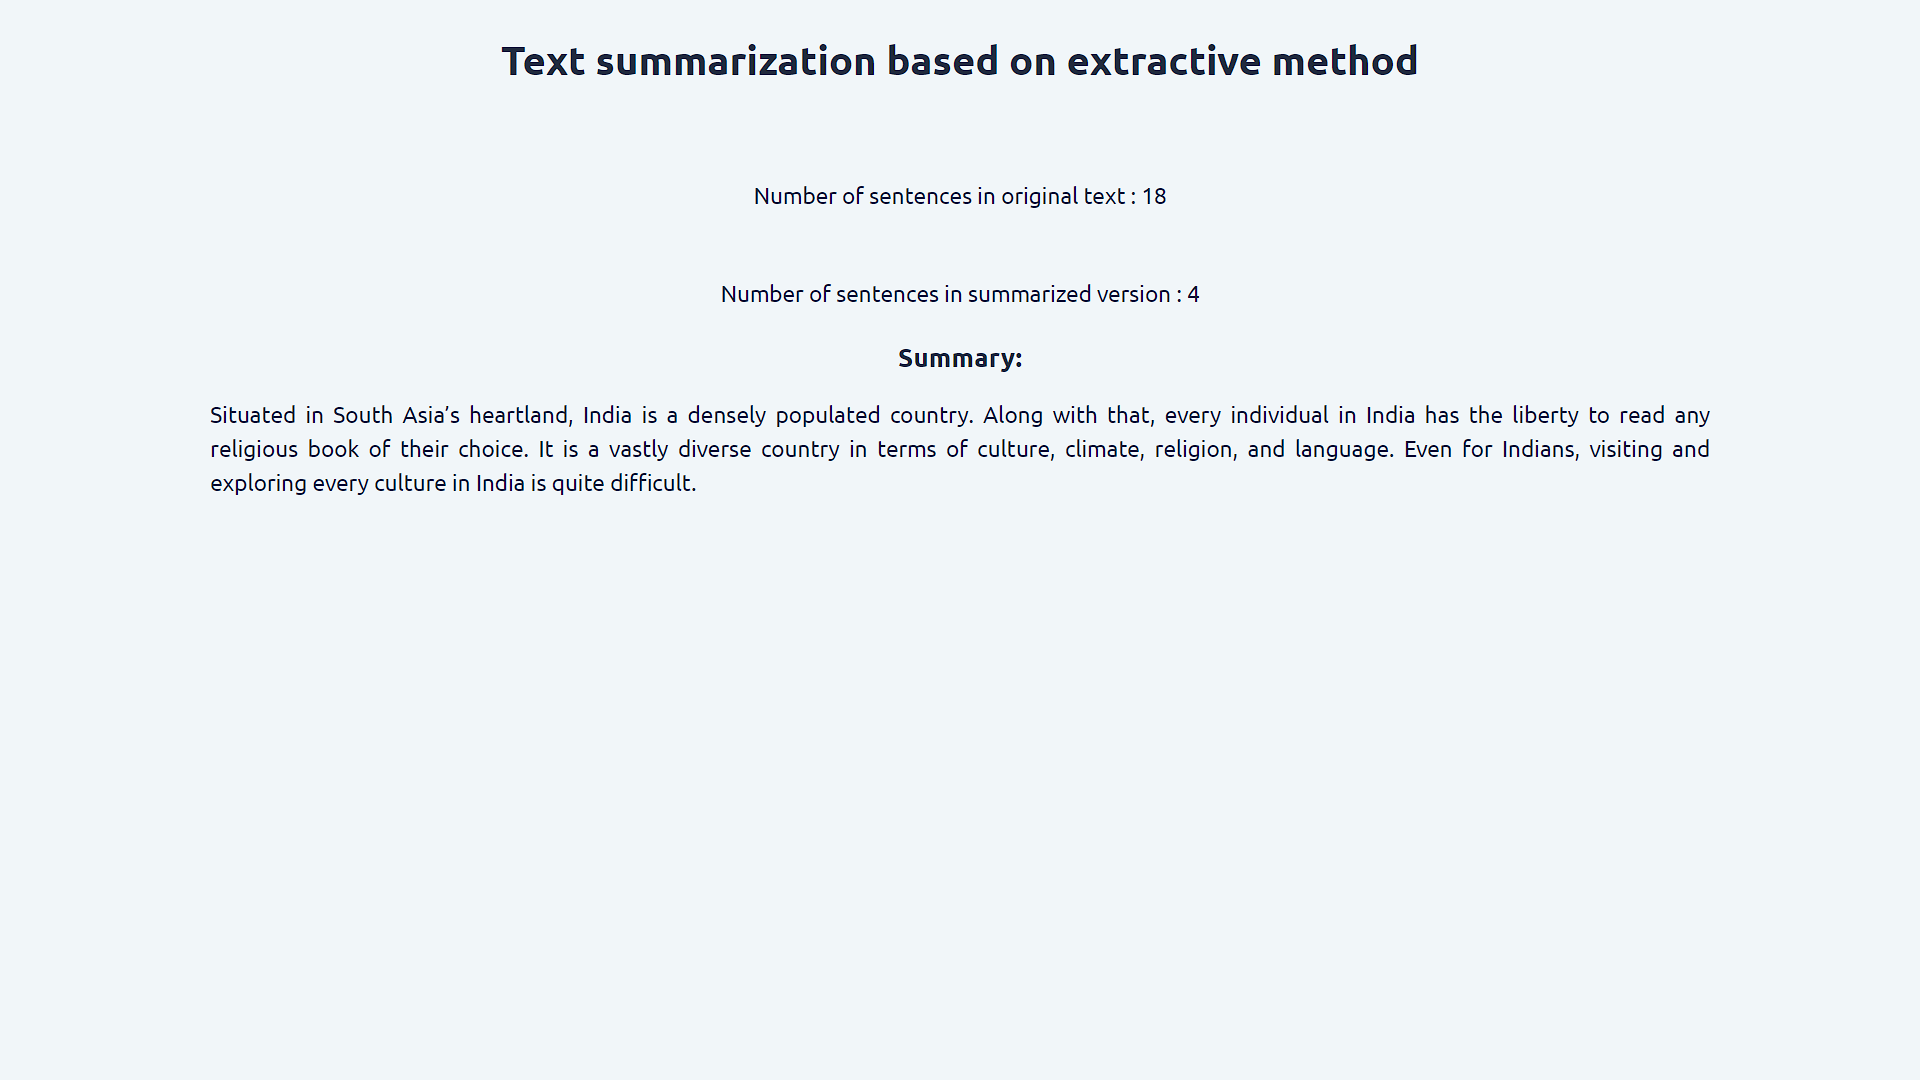 Text summarization based on extractive method
Number of sentences in original text : 18
Number of sentences in summarized version : 4
Summary:
Situated in South Asia’s heartland, India is a densely populated country. Along with that, every individual in India has the liberty to read any
religious book of their choice. It is a vastly diverse country in terms of culture, climate, religion, and language. Even for Indians, visiting and
exploring every culture in India is quite difficult.